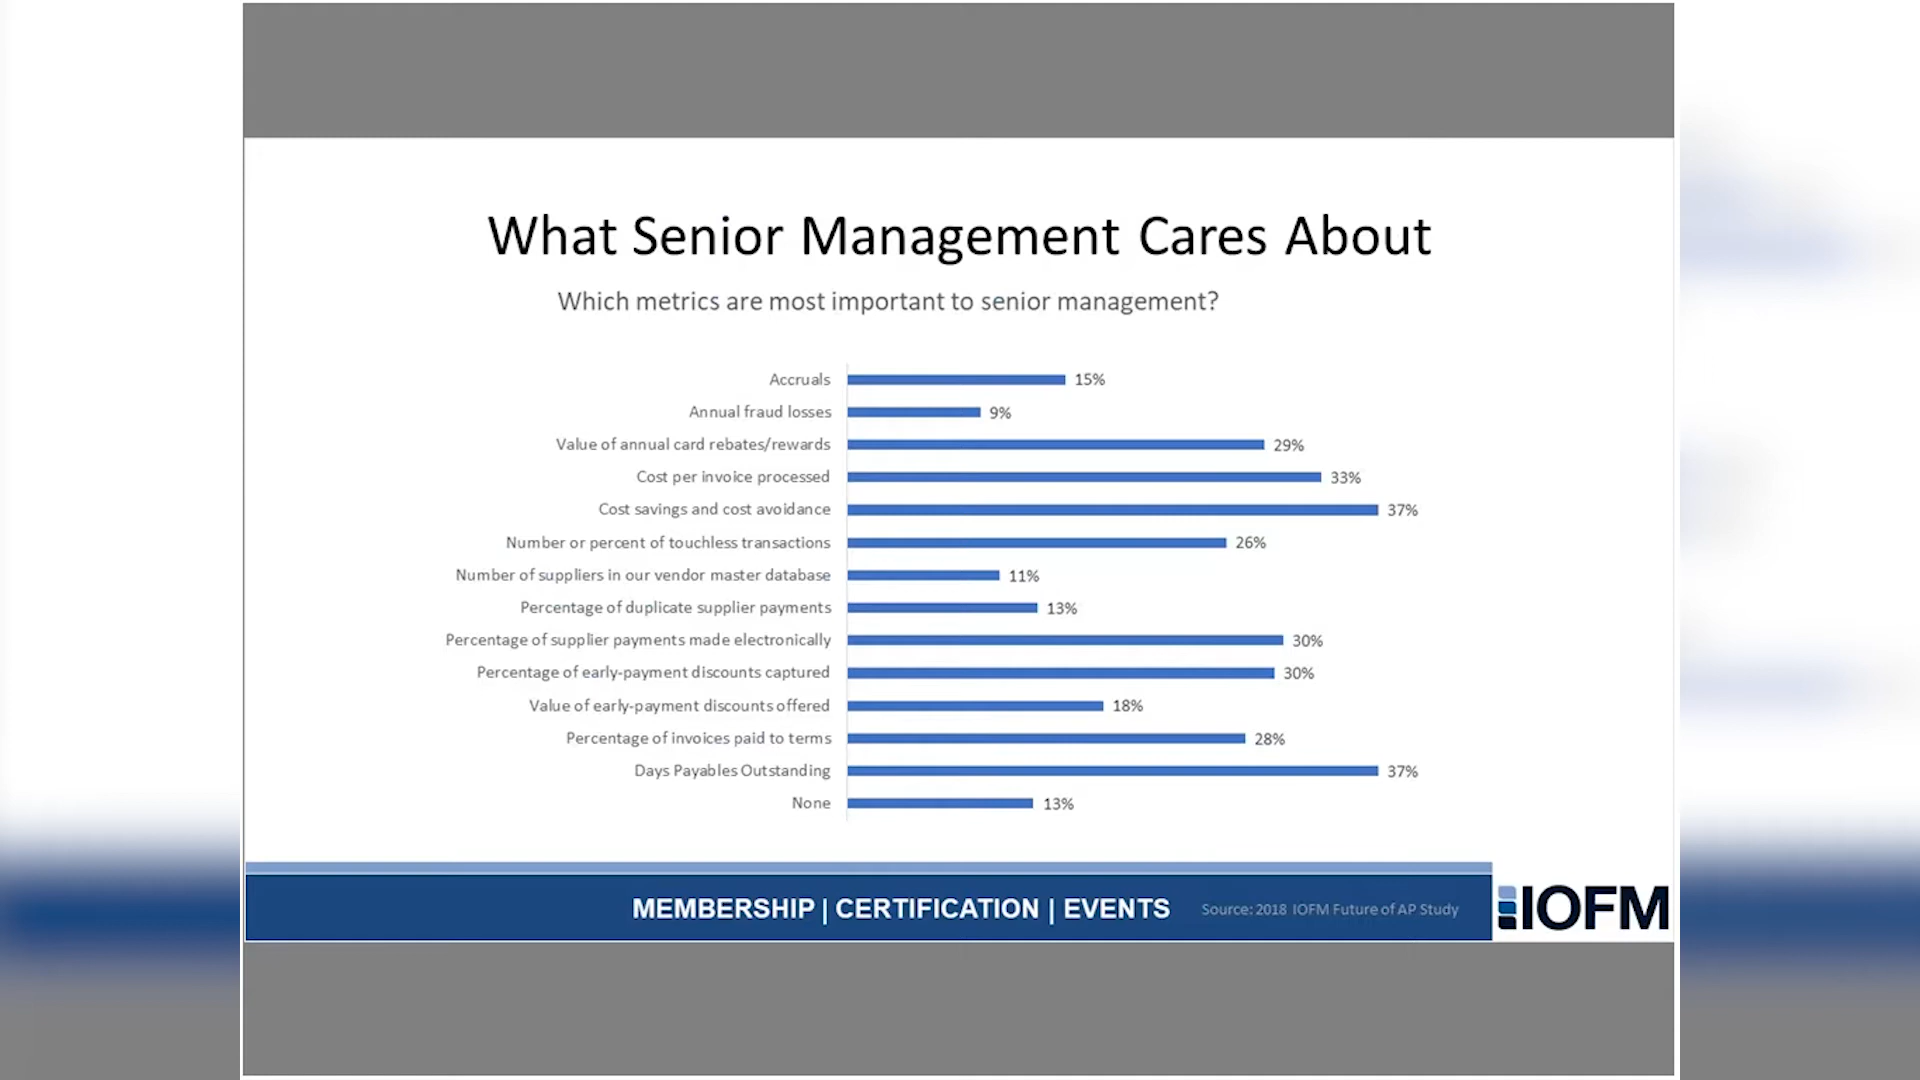 What Senior Management Cares About
Which metrics are most important to senior management?
Accruals 15%
Annual fraud losses 9%
Value of annual card rebates/rewards 29%
Cost per invoice processed 33%
Cost savings and cost avoidance 37%
Number or percent of touchless transactions 26%
Number of suppliers in our vendor master database 11%
Percentage of duplicate supplier payments 13%
Percentage of supplier payments made electronically 30%
Percentage of early-payment discounts captured 30%
Value of early-payment discounts offered 18%
Percentage of invoices paid to terms 28%
Days Payables Outstanding 37%
None 13%
MEMBERSHIP | CERTIFICATION | EVENTS Source: 2018 IOFM Future of AP Study IOFM